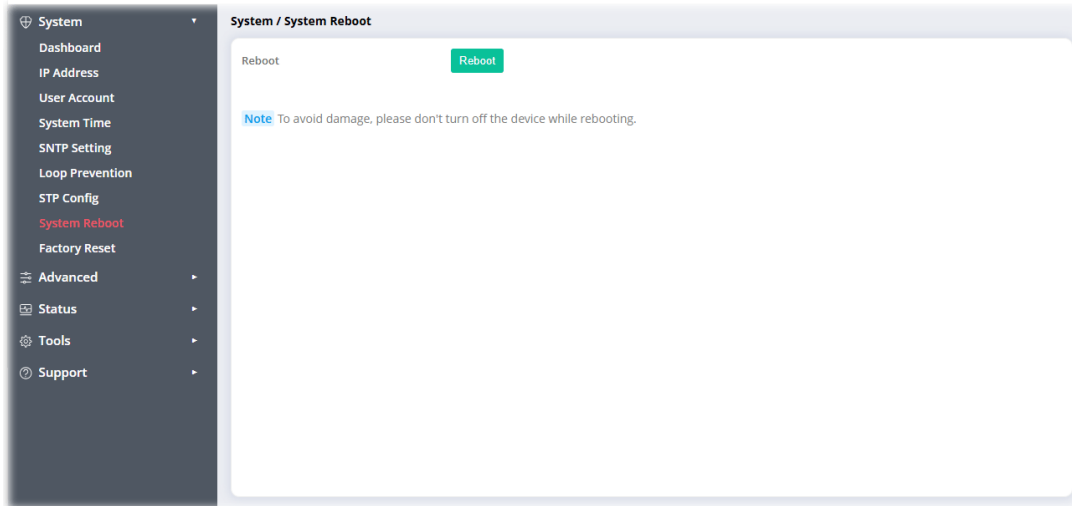 System
Dashboard
IP Address
User Account
System Time
SNTP Setting
Loop Prevention
STP Config
System Reboot
Factory Reset
Advanced
Status
Tools
Support
System / System Reboot
Reboot Reboot
Note To avoid damage, please don't turn off the device while rebooting.